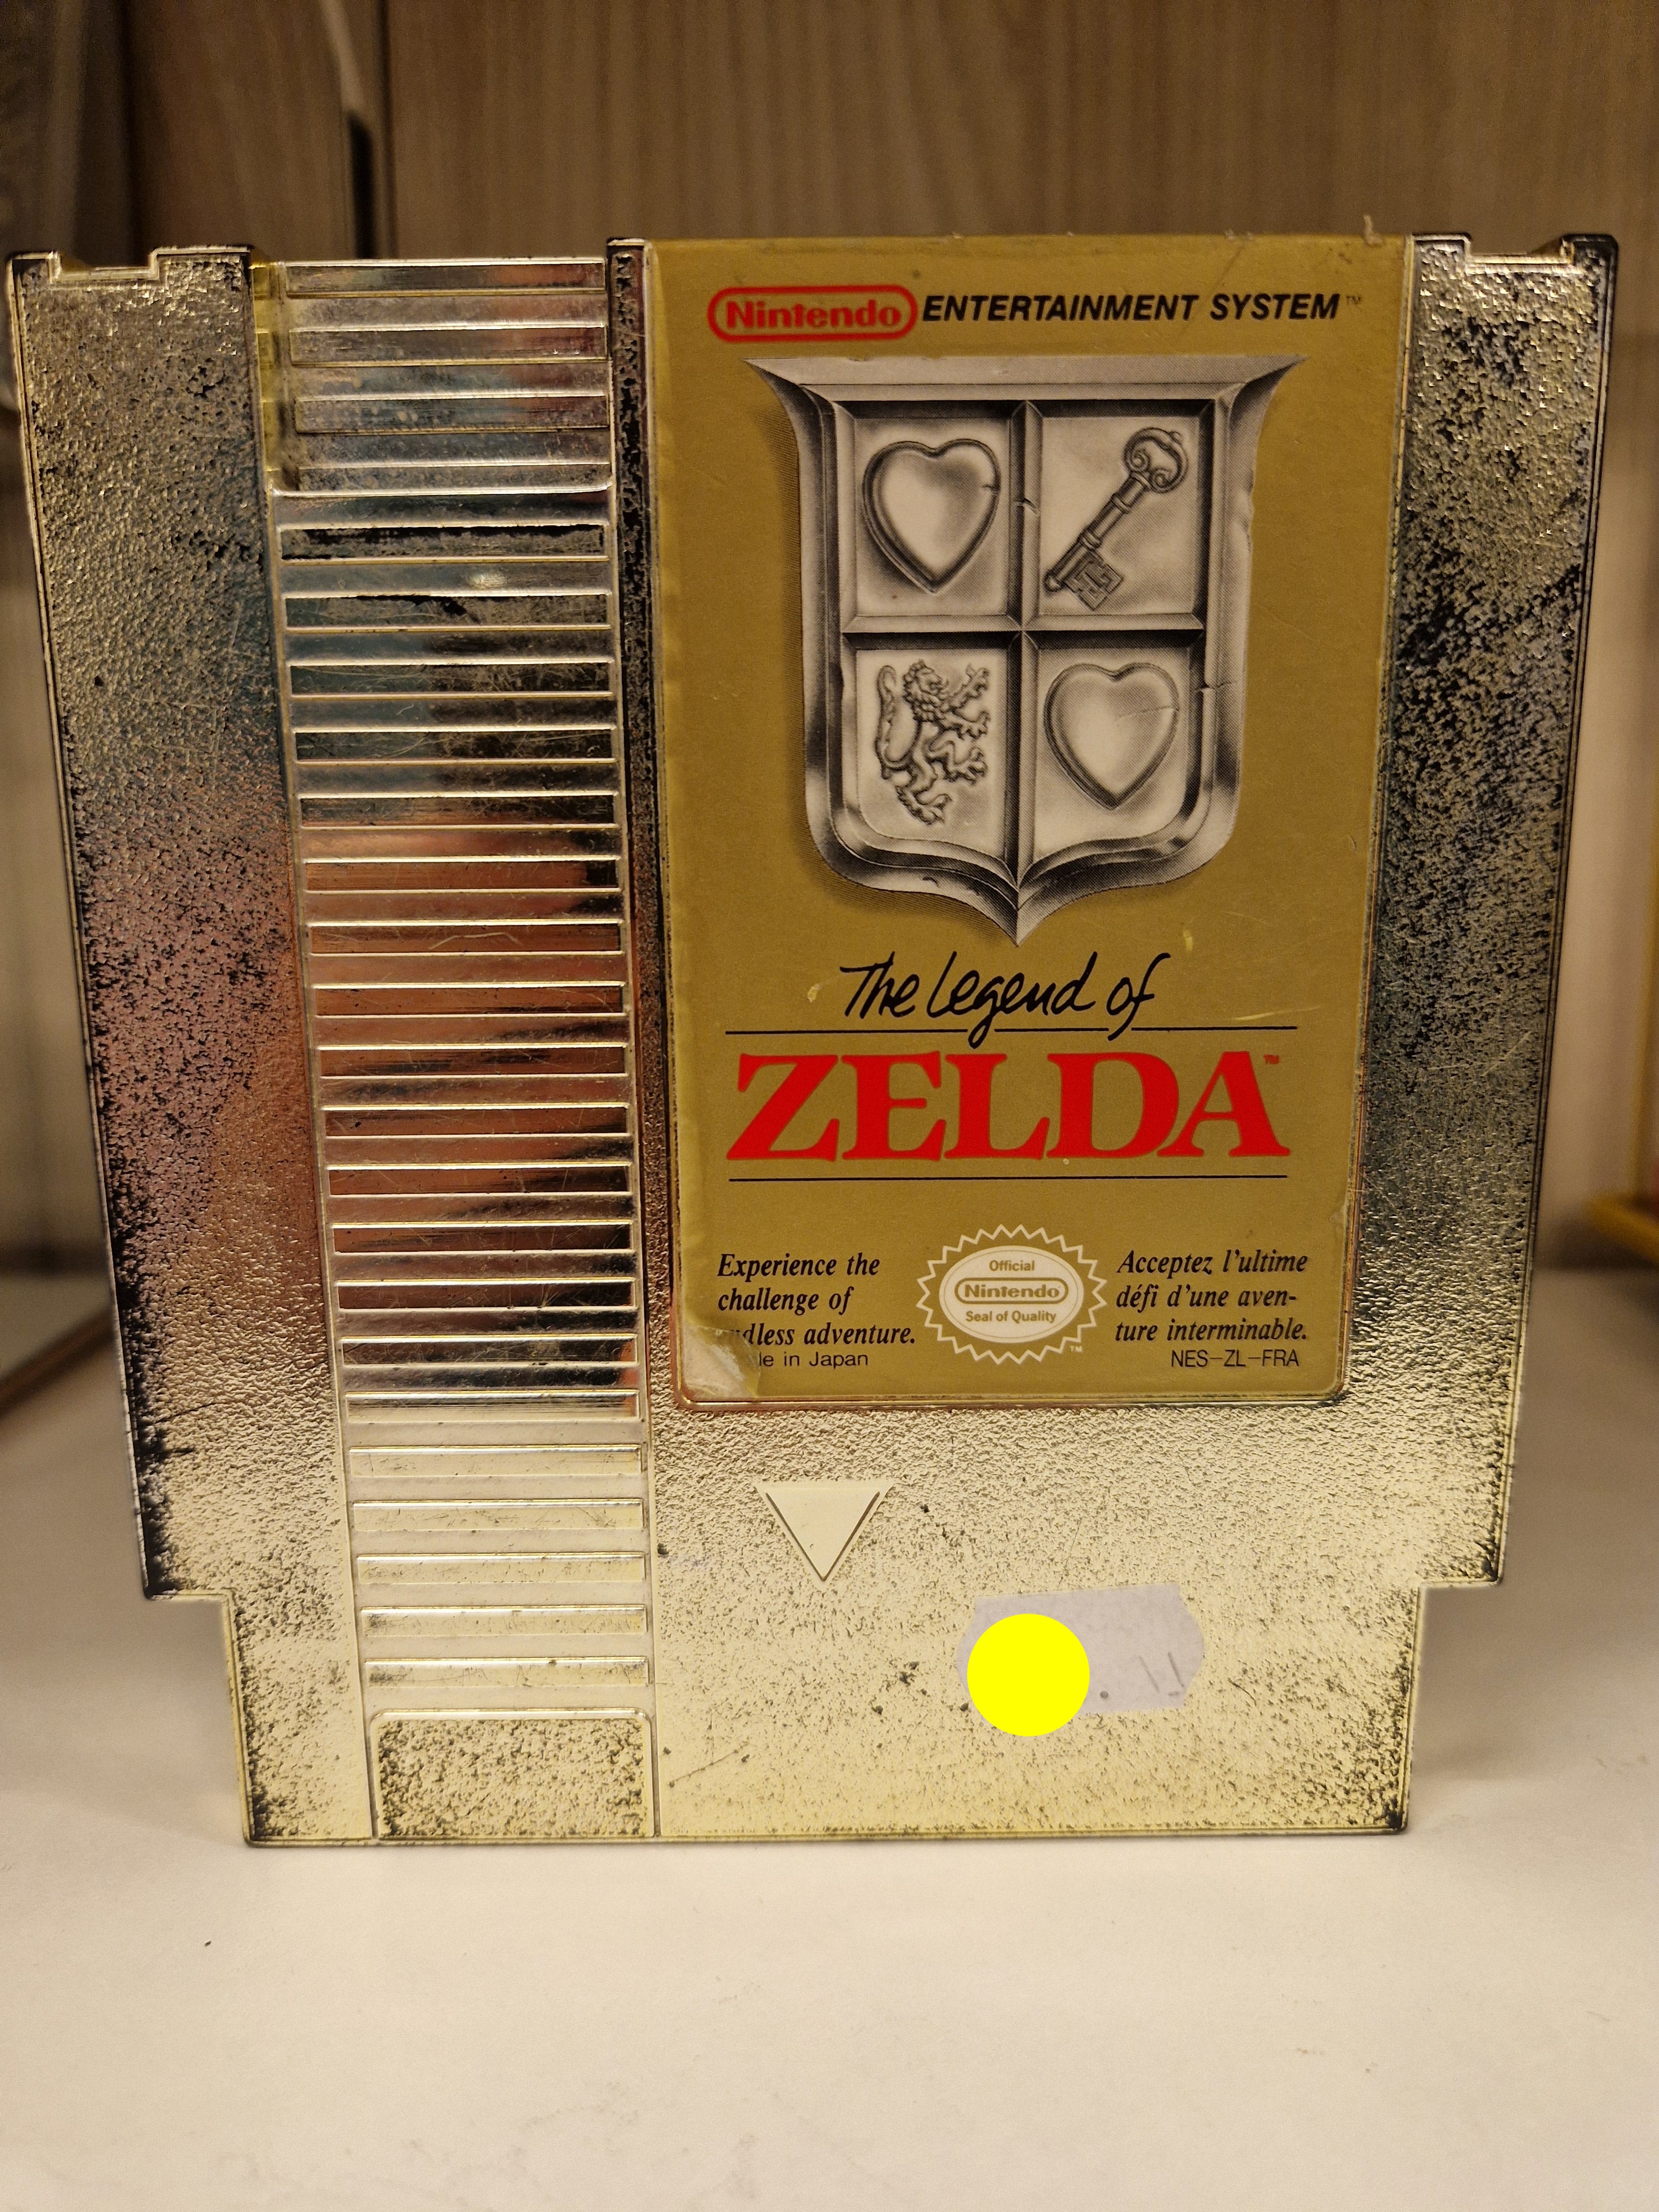 Nintendo ENTERTAINMENT SYSTEM™
The Legend of
ZELDA™
Experience the
challenge of
adventure.
in Japan
Official
Nintendo
Seal of Quality
™
Acceptez l'ultime
défi d'une aven-
ture interminable.
NES-ZL-FRA